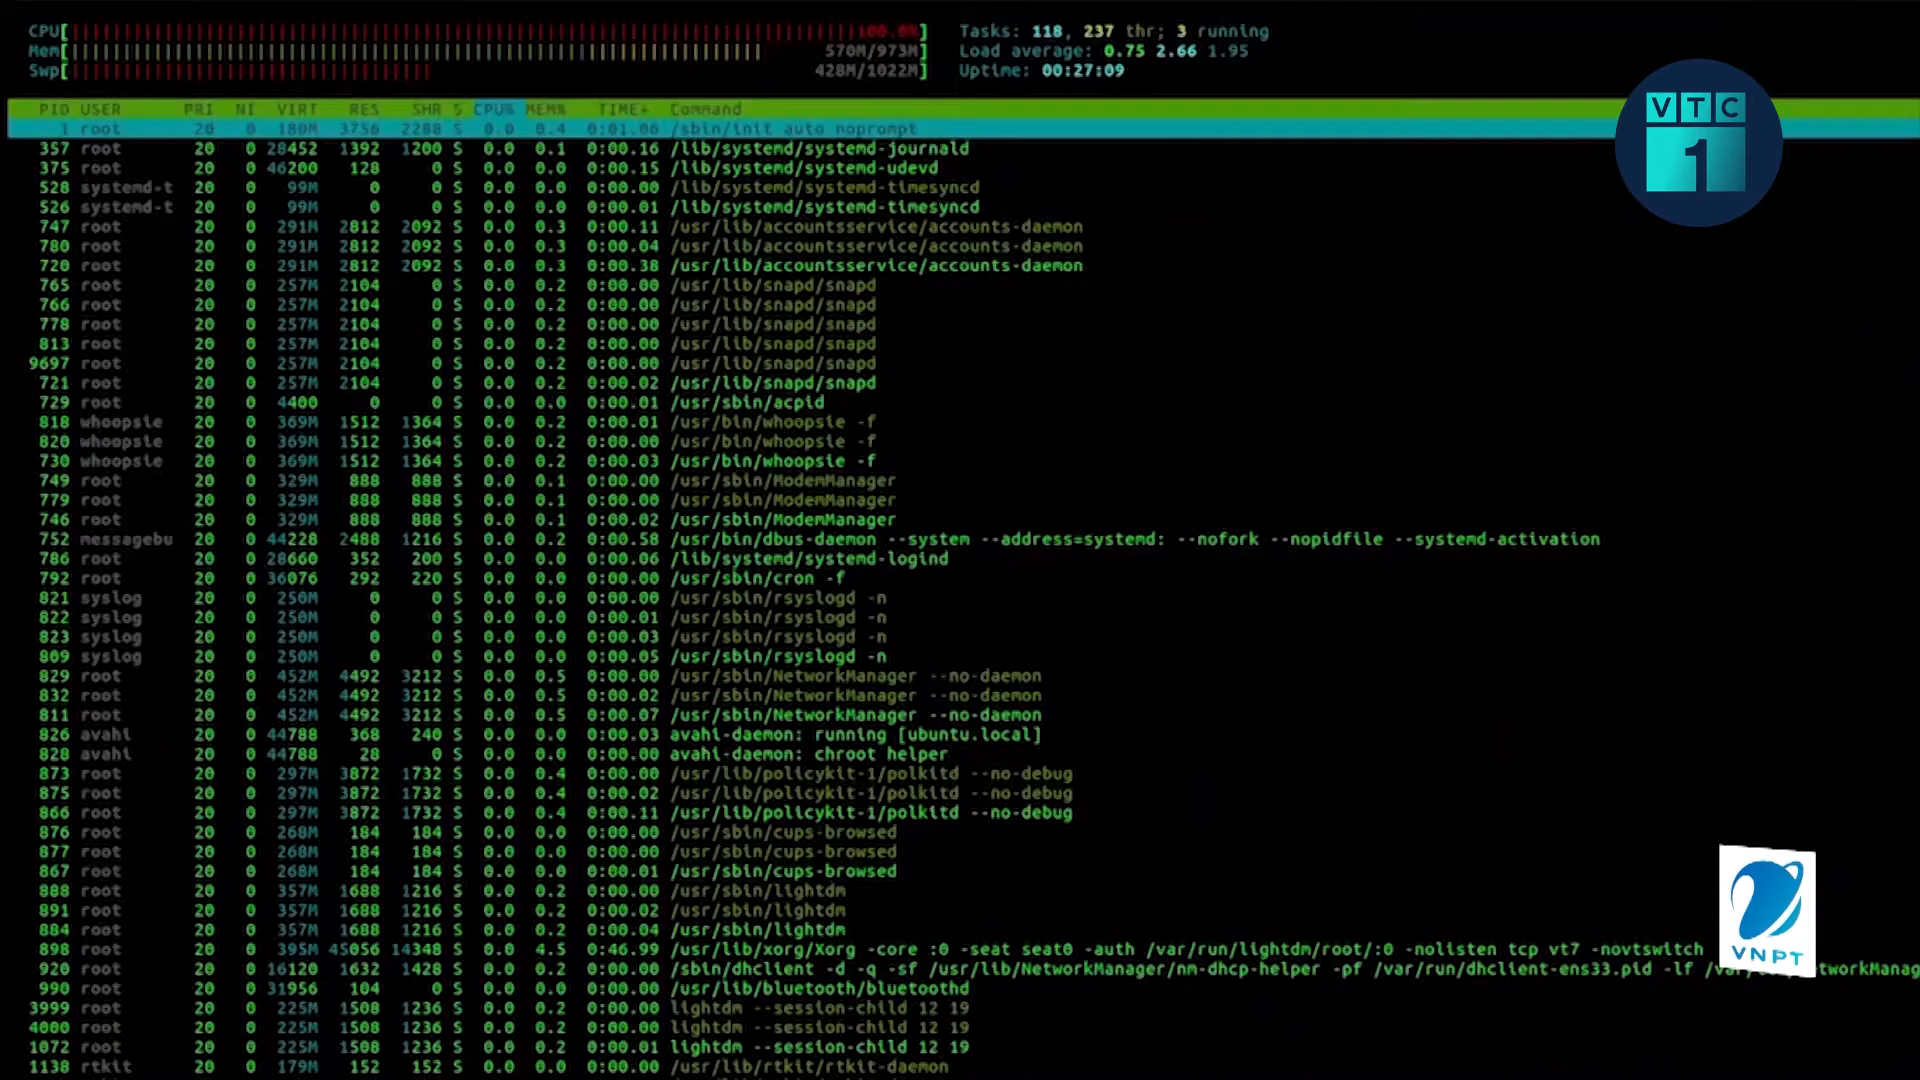 CPU[ 100.0%] Tasks: 118, 237 thr; 3 running
Mem[ 570M/973M] Load average: 0.75 2.66 1.95
Swp[ 428M/1022M] Uptime: 00:27:09
PID USER PRI NI VIRT RES SHR S CPU% MEM% TIME+ Command
1 root 20 0 180M 3756 2288 S 0.0 0.4 0:01.06 /sbin/init auto noprompt
357 root 20 0 28452 1392 1200 S 0.0 0.1 0:00.16 /lib/systemd/systemd-journald
375 root 20 0 46200 128 0 S 0.0 0.0 0:00.15 /lib/systemd/systemd-udevd
528 systemd-t 20 0 99M 0 0 S 0.0 0.0 0:00.00 /lib/systemd/systemd-timesyncd
526 systemd-t 20 0 99M 0 0 S 0.0 0.0 0:00.01 /lib/systemd/systemd-timesyncd
747 root 20 0 291M 2812 2092 S 0.0 0.3 0:00.11 /usr/lib/accountsservice/accounts-daemon
780 root 20 0 291M 2812 2092 S 0.0 0.3 0:00.04 /usr/lib/accountsservice/accounts-daemon
720 root 20 0 291M 2812 2092 S 0.0 0.3 0:00.38 /usr/lib/accountsservice/accounts-daemon
765 root 20 0 257M 2104 0 S 0.0 0.2 0:00.00 /usr/lib/snapd/snapd
766 root 20 0 257M 2104 0 S 0.0 0.2 0:00.00 /usr/lib/snapd/snapd
778 root 20 0 257M 2104 0 S 0.0 0.2 0:00.00 /usr/lib/snapd/snapd
813 root 20 0 257M 2104 0 S 0.0 0.2 0:00.00 /usr/lib/snapd/snapd
9697 root 20 0 257M 2104 0 S 0.0 0.2 0:00.00 /usr/lib/snapd/snapd
721 root 20 0 257M 2104 0 S 0.0 0.2 0:00.02 /usr/lib/snapd/snapd
729 root 20 0 4400 0 0 S 0.0 0.0 0:00.01 /usr/sbin/acpid
818 whoopsie 20 0 369M 1512 1364 S 0.0 0.2 0:00.01 /usr/bin/whoopsie -f
820 whoopsie 20 0 369M 1512 1364 S 0.0 0.2 0:00.00 /usr/bin/whoopsie -f
730 whoopsie 20 0 369M 1512 1364 S 0.0 0.2 0:00.03 /usr/bin/whoopsie -f
749 root 20 0 329M 888 888 S 0.0 0.1 0:00.00 /usr/sbin/ModemManager
779 root 20 0 329M 888 888 S 0.0 0.1 0:00.00 /usr/sbin/ModemManager
746 root 20 0 329M 888 888 S 0.0 0.1 0:00.02 /usr/sbin/ModemManager
752 messagebu 20 0 44228 2488 1216 S 0.0 0.2 0:00.58 /usr/bin/dbus-daemon --system --address=systemd: --nofork --nopidfile --systemd-activation
786 root 20 0 28660 352 200 S 0.0 0.0 0:00.06 /lib/systemd/systemd-logind
792 root 20 0 36076 292 220 S 0.0 0.0 0:00.00 /usr/sbin/cron -f
821 syslog 20 0 250M 0 0 S 0.0 0.0 0:00.00 /usr/sbin/rsyslogd -n
822 syslog 20 0 250M 0 0 S 0.0 0.0 0:00.01 /usr/sbin/rsyslogd -n
823 syslog 20 0 250M 0 0 S 0.0 0.0 0:00.03 /usr/sbin/rsyslogd -n
809 syslog 20 0 250M 0 0 S 0.0 0.0 0:00.05 /usr/sbin/rsyslogd -n
829 root 20 0 452M 4492 3212 S 0.0 0.5 0:00.00 /usr/sbin/NetworkManager --no-daemon
832 root 20 0 452M 4492 3212 S 0.0 0.5 0:00.02 /usr/sbin/NetworkManager --no-daemon
811 root 20 0 452M 4492 3212 S 0.0 0.5 0:00.07 /usr/sbin/NetworkManager --no-daemon
826 avahi 20 0 44788 368 240 S 0.0 0.0 0:00.03 avahi-daemon: running [ubuntu.local]
828 avahi 20 0 44788 28 0 S 0.0 0.0 0:00.00 avahi-daemon: chroot helper
873 root 20 0 297M 3872 1732 S 0.0 0.4 0:00.00 /usr/lib/policykit-1/polkitd --no-debug
875 root 20 0 297M 3872 1732 S 0.0 0.4 0:00.02 /usr/lib/policykit-1/polkitd --no-debug
866 root 20 0 297M 3872 1732 S 0.0 0.4 0:00.11 /usr/lib/policykit-1/polkitd --no-debug
876 root 20 0 268M 184 184 S 0.0 0.0 0:00.00 /usr/sbin/cups-browsed
877 root 20 0 268M 184 184 S 0.0 0.0 0:00.00 /usr/sbin/cups-browsed
867 root 20 0 268M 184 184 S 0.0 0.0 0:00.01 /usr/sbin/cups-browsed
888 root 20 0 357M 1688 1216 S 0.0 0.2 0:00.00 /usr/sbin/lightdm
891 root 20 0 357M 1688 1216 S 0.0 0.2 0:00.02 /usr/sbin/lightdm
884 root 20 0 357M 1688 1216 S 0.0 0.2 0:00.04 /usr/sbin/lightdm
898 root 20 0 395M 45056 14348 S 0.0 4.5 0:46.99 /usr/lib/xorg/Xorg -core :0 -seat seat0 -auth /var/run/lightdm/root/:0 -nolisten tcp vt7 -novtswitch
920 root 20 0 16120 1632 1428 S 0.0 0.2 0:00.00 /sbin/dhclient -d -q -sf /usr/lib/NetworkManager/nm-dhcp-helper -pf /var/run/dhclient-ens33.pid -lf
990 root 20 0 31956 104 0 S 0.0 0.0 0:00.00 /usr/lib/bluetooth/bluetoothd
3999 root 20 0 225M 1508 1236 S 0.0 0.2 0:00.00 lightdm --session-child 12 19
4000 root 20 0 225M 1508 1236 S 0.0 0.2 0:00.00 lightdm --session-child 12 19
1072 root 20 0 225M 1508 1236 S 0.0 0.2 0:00.01 lightdm --session-child 12 19
1138 rtkit 20 0 179M 152 152 S 0.0 0.0 0:00.00 /usr/lib/rtkit/rtkit-daemon
VTC
1
VNPT